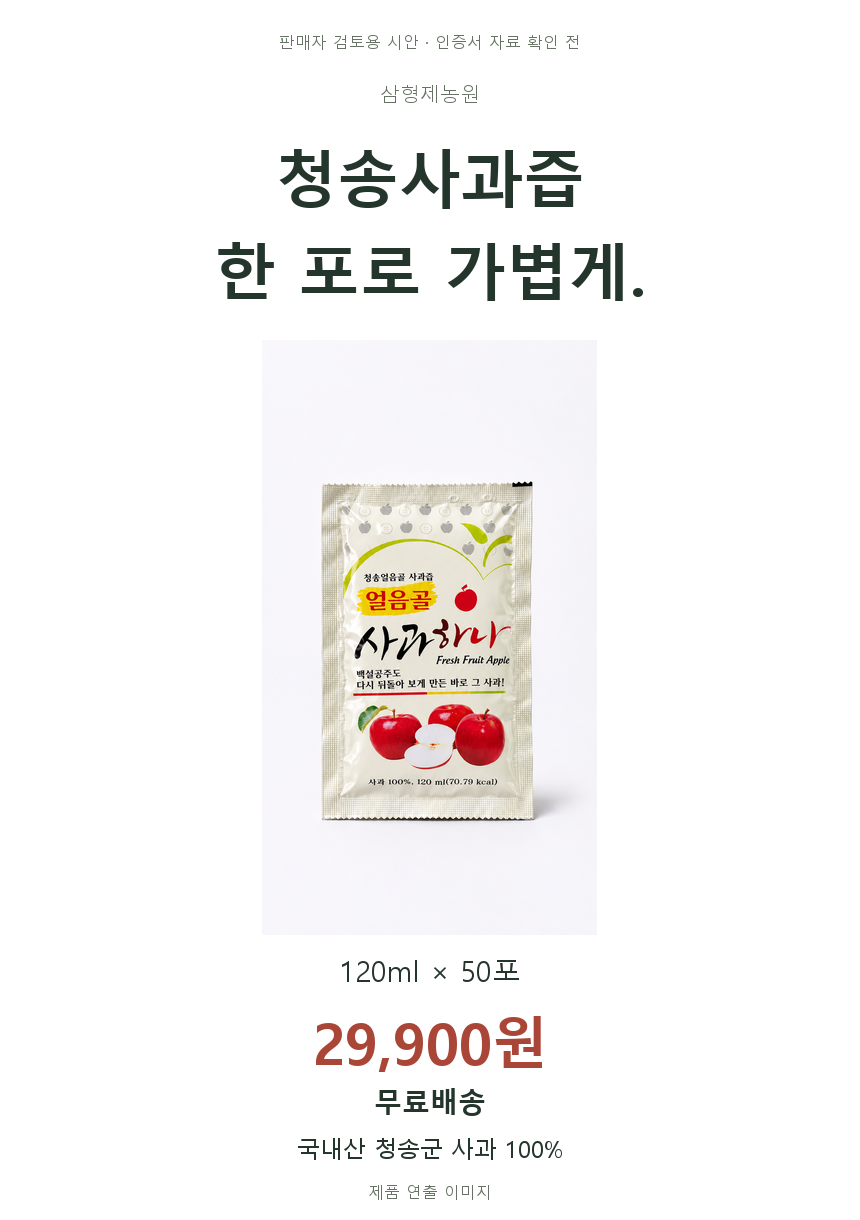 판매자 검토용 시안 · 인증서 자료 확인 전
삼형제농원
청송사과즙
한 포로 가볍게.
청송얼음골 사과즙
얼음골
사과하나
Fresh Fruit Apple
백설공주도
다시 뒤돌아 보게 만든 바로 그 사과!
사과 100%, 120 ml(70.79 kcal)
120ml × 50포
29,900원
무료배송
국내산 청송군 사과 100%
제품 연출 이미지